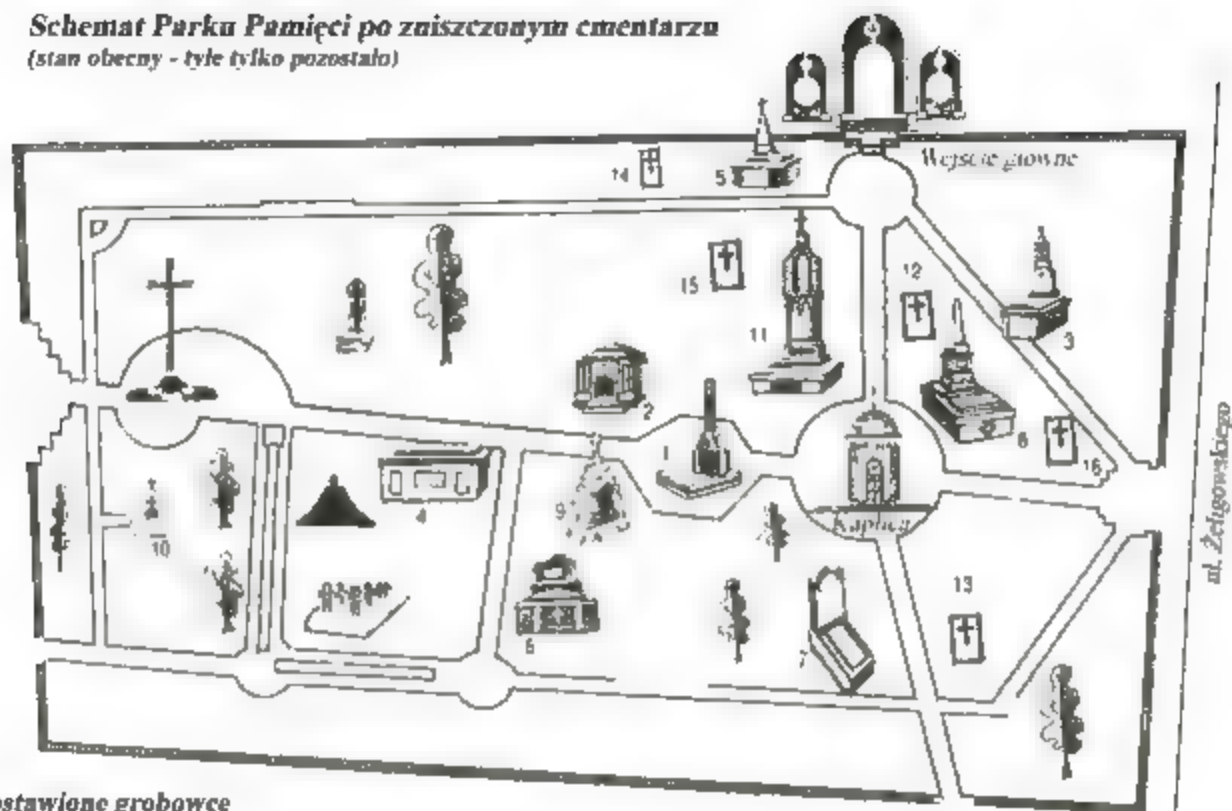 Schemat Parku Pamięci po zniszczonym cmentarzu
(stan obecny - tyle tylko pozostało)
Wejście główne
14
5
15
12
11
3
2
1
8
16
4
9
Kaplica
10
13
6
7
ul. Żeligowskiego
grobowce